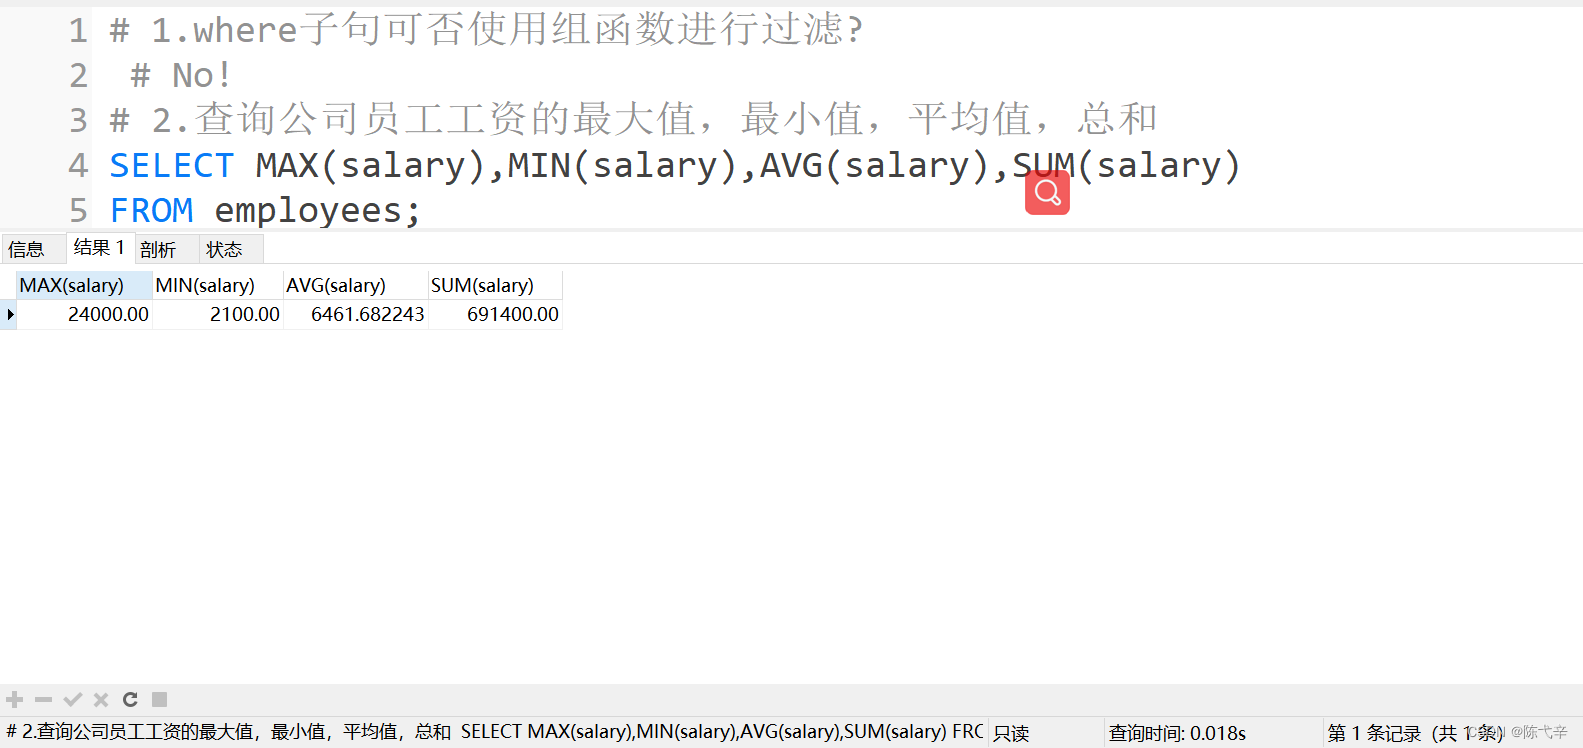 1 # 1.where子句可否使用组函数进行过滤?
2 # No!
3 # 2.查询公司员工工资的最大值，最小值，平均值，总和
4 SELECT MAX(salary),MIN(salary),AVG(salary),SUM(salary)
5 FROM employees;
信息 结果 1 剖析 状态
MAX(salary) MIN(salary) AVG(salary) SUM(salary)
24000.00 2100.00 6461.682243 691400.00
# 2.查询公司员工工资的最大值，最小值，平均值，总和 SELECT MAX(salary),MIN(salary),AVG(salary),SUM(salary) FRC 只读 查询时间: 0.018s 第 1 条记录（共 1 条）
CSDN @陈弋辛